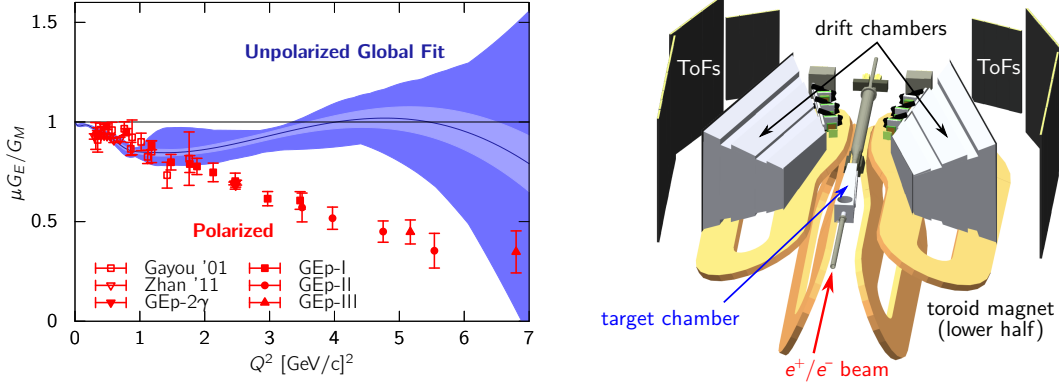 1.5
1
0.5
0
0
1
2
3
4
5
6
7
μG_E/G_M
Q² [GeV/c]²
Unpolarized Global Fit
Polarized
Gayou '01
Zhan '11
GEp-2γ
GEp-I
GEp-II
GEp-III
drift chambers
ToFs
ToFs
target chamber
toroid magnet
(lower half)
e⁺/e⁻ beam